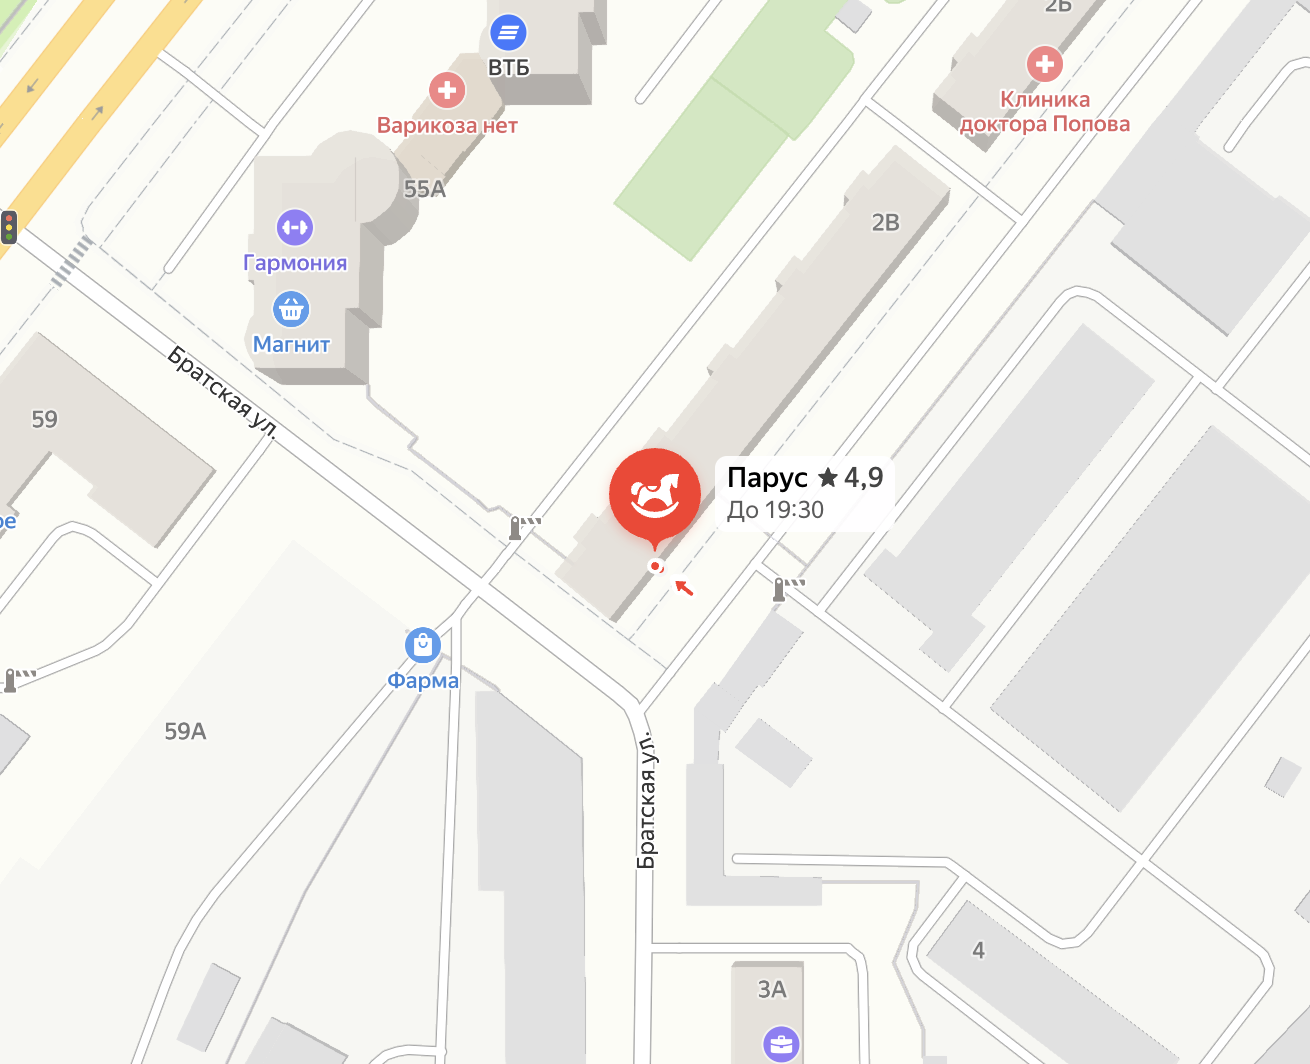 2Б
ВТБ
Варикоза нет
Клиника
доктора Попова
55А
2В
Гармония
Магнит
Братская ул.
59
Парус ★ 4,9
До 19:30
ое
Фарма
59А
Братская ул.
4
3А